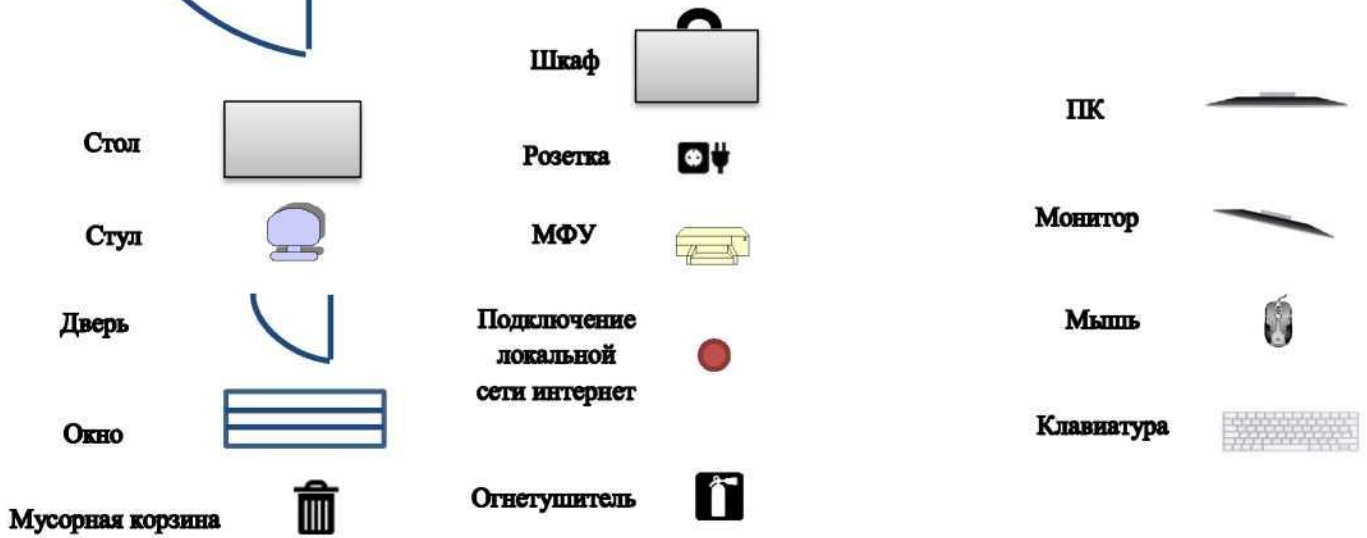 Стол
Стул
Дверь
Окно
Мусорная корзина
Шкаф
Розетка
МФУ
Подключение
локальной
сети интернет
Огнетушитель
ПК
Монитор
Мышь
Клавиатура